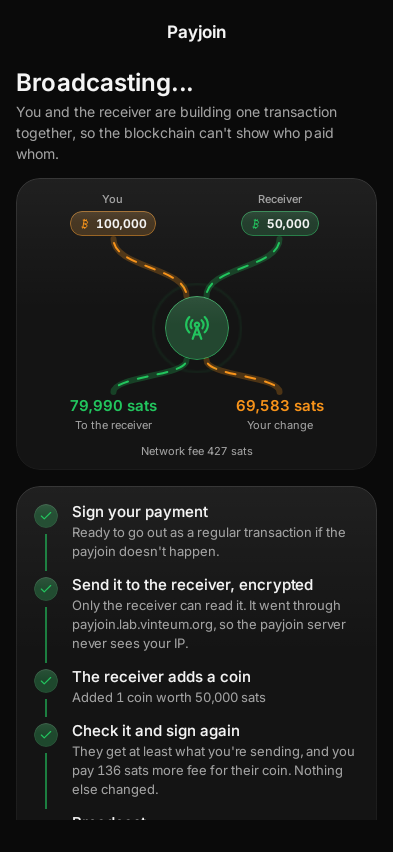 Payjoin
Broadcasting...
You and the receiver are building one transaction
together, so the blockchain can't show who paid
whom.
You
Receiver
₿ 100,000
₿ 50,000
79,990 sats
69,583 sats
To the receiver
Your change
Network fee 427 sats
Sign your payment
Ready to go out as a regular transaction if the
payjoin doesn't happen.
Send it to the receiver, encrypted
Only the receiver can read it. It went through
payjoin.lab.vinteum.org, so the payjoin server
never sees your IP.
The receiver adds a coin
Added 1 coin worth 50,000 sats
Check it and sign again
They get at least what you're sending, and you
pay 136 sats more fee for their coin. Nothing
else changed.